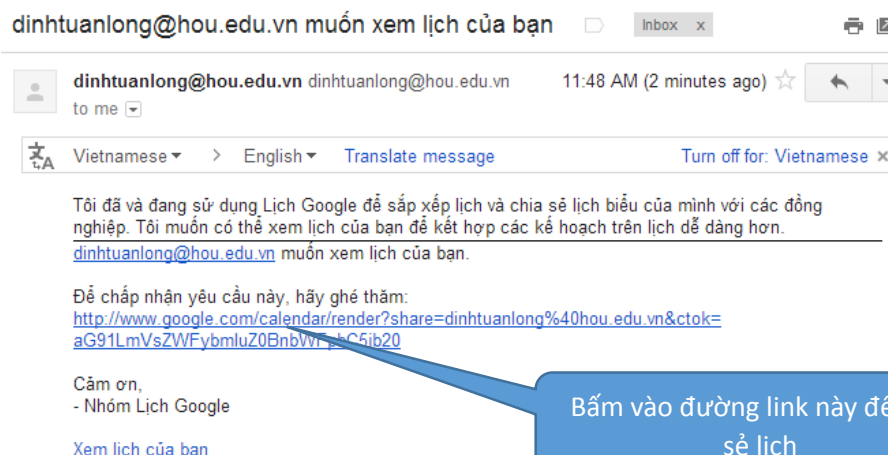 dinhtuanlong@hou.edu.vn muốn xem lịch của bạn Inbox x
dinhtuanlong@hou.edu.vn dinhtuanlong@hou.edu.vn 11:48 AM (2 minutes ago)
to me
Vietnamese > English Translate message Turn off for: Vietnamese x
Tôi đã và đang sử dụng Lịch Google để sắp xếp lịch và chia sẻ lịch biểu của mình với các đồng
nghiệp. Tôi muốn có thể xem lịch của bạn để kết hợp các kế hoạch trên lịch dễ dàng hơn.
dinhtuanlong@hou.edu.vn muốn xem lịch của bạn.
Để chấp nhận yêu cầu này, hãy ghé thăm:
http://www.google.com/calendar/render?share=dinhtuanlong%40hou.edu.vn&ctok=
Cảm ơn,
- Nhóm Lịch Google
Bấm vào đường link này để
sẻ lịch
Xem lịch của bạn